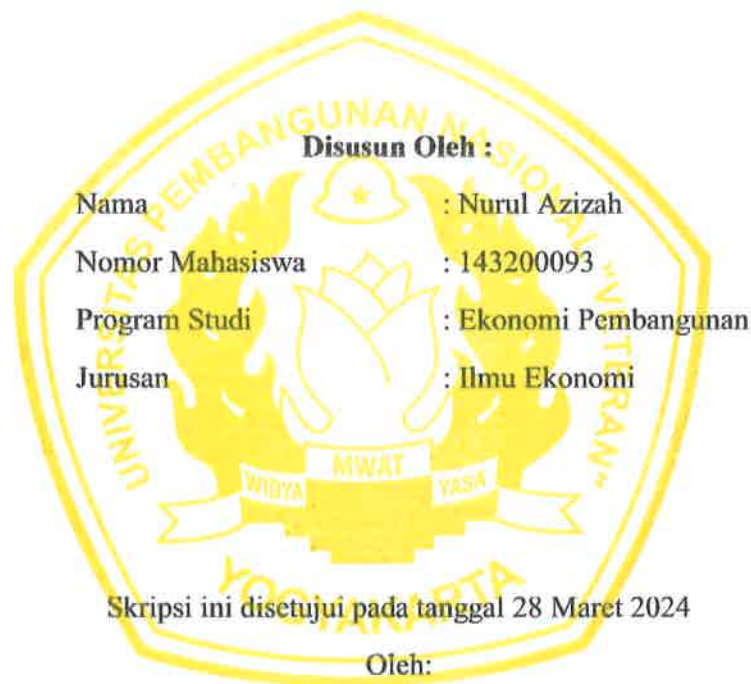 Disusun Oleh :
Nama : Nurul Azizah
Nomor Mahasiswa : 143200093
Program Studi : Ekonomi Pembangunan
Jurusan : Ilmu Ekonomi
UNIVERSITAS PEMBANGUNAN NASIONAL "VETERAN"
WIDYA MWAT YASA
YOGYAKARTA
Skripsi ini disetujui pada tanggal 28 Maret 2024
Oleh: